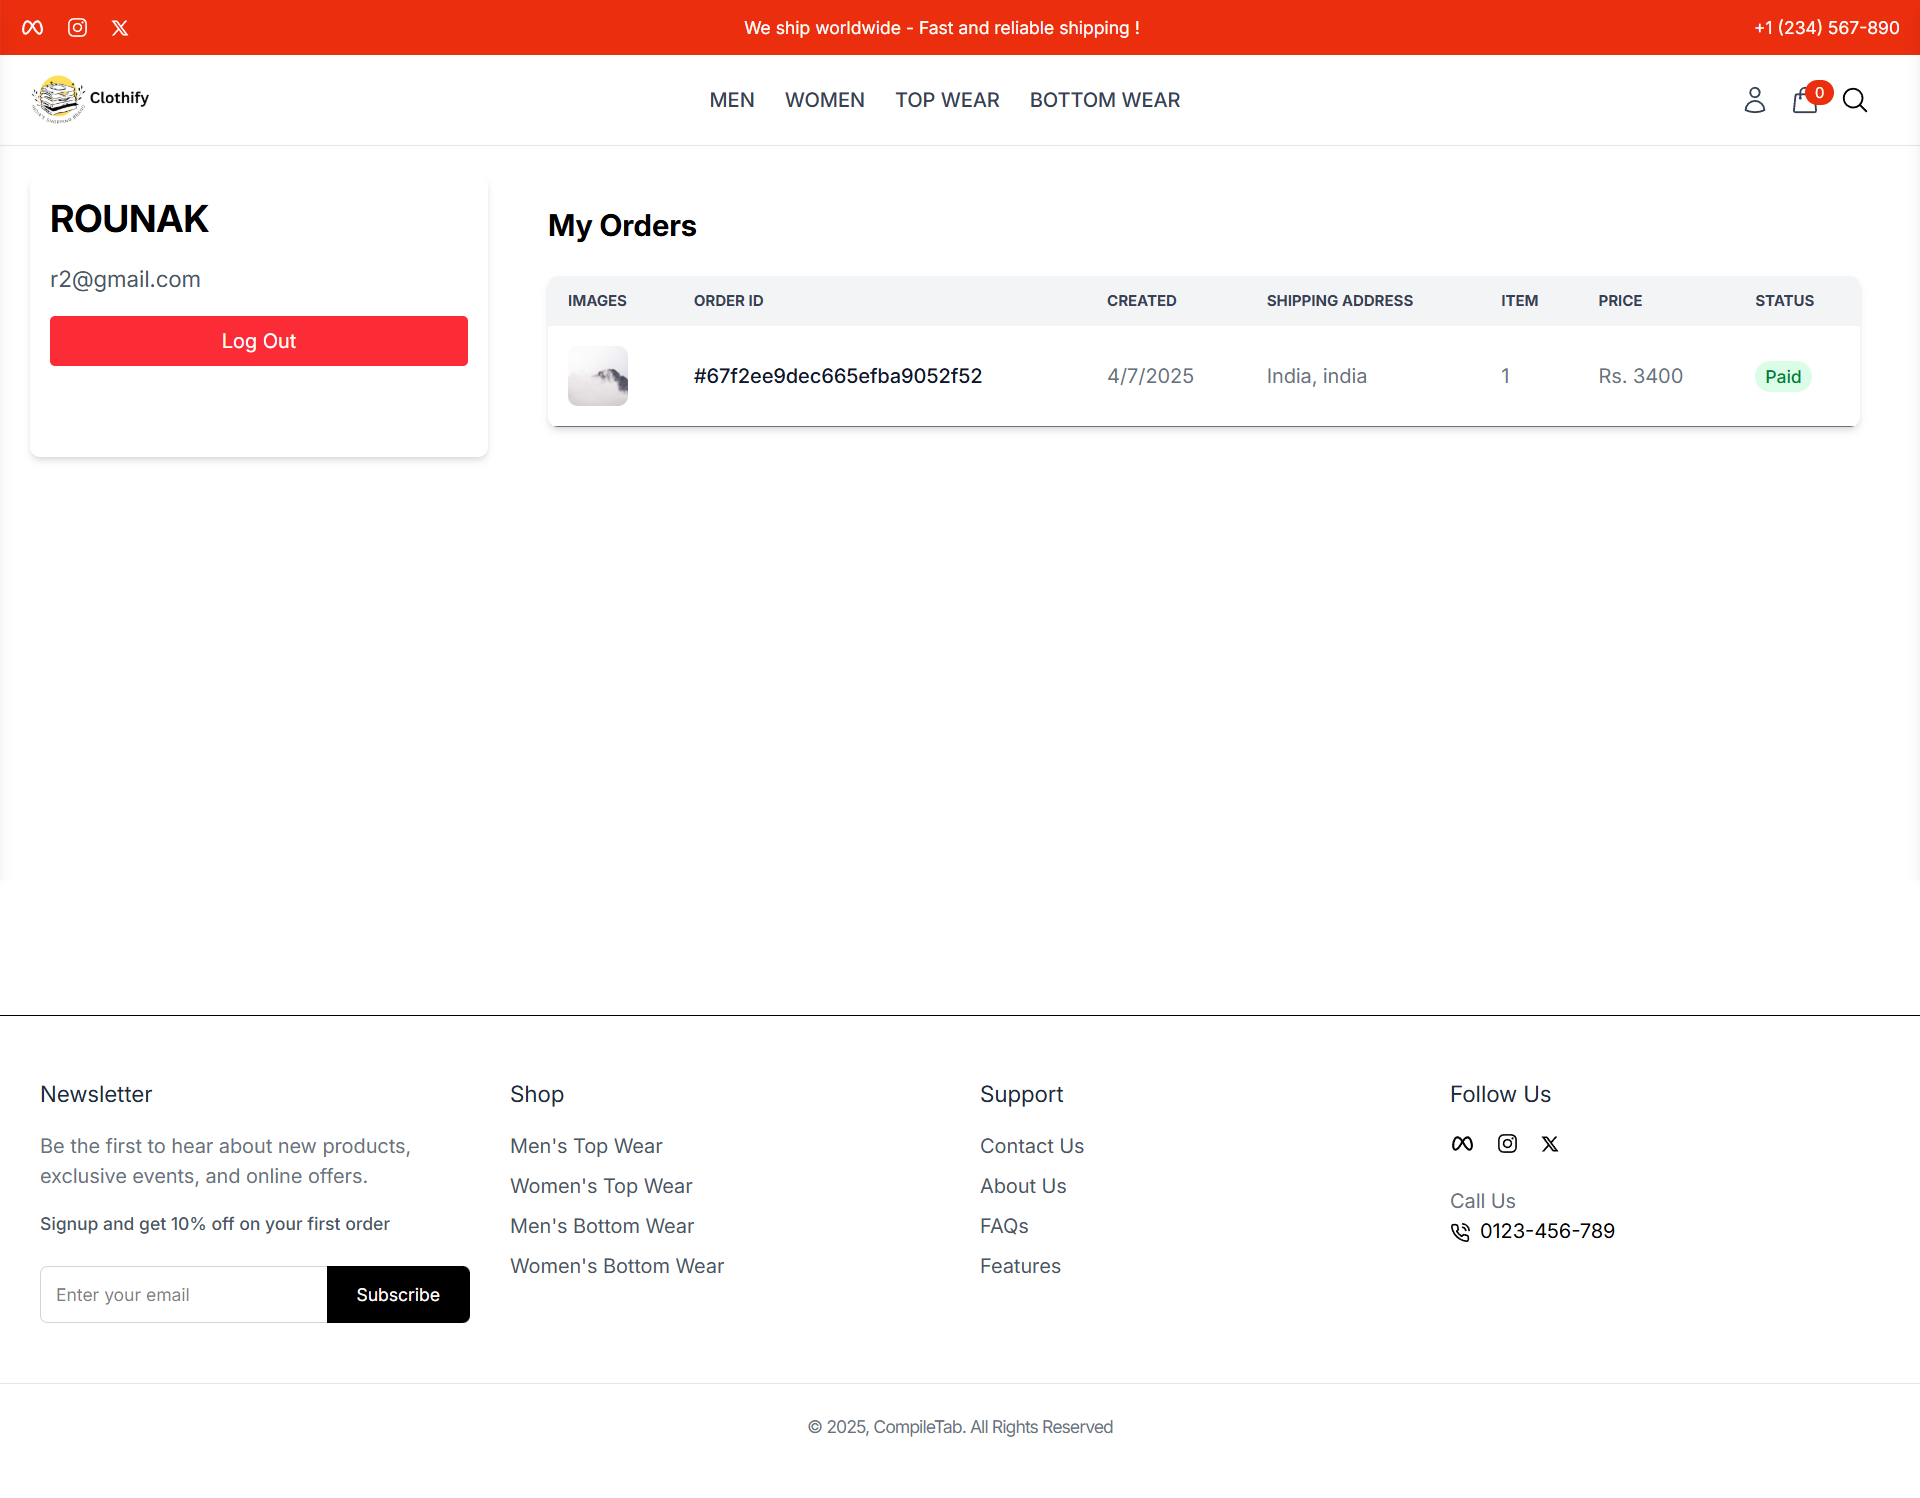 We ship worldwide - Fast and reliable shipping !
+1 (234) 567-890
Clothify
MEN
WOMEN
TOP WEAR
BOTTOM WEAR
0
ROUNAK
r2@gmail.com
Log Out
My Orders
IMAGES ORDER ID CREATED SHIPPING ADDRESS ITEM PRICE STATUS
#67f2ee9dec665efba9052f52 4/7/2025 India, india 1 Rs. 3400 Paid
Newsletter
Be the first to hear about new products,
exclusive events, and online offers.
Signup and get 10% off on your first order
Enter your email
Subscribe
Shop
Men's Top Wear
Women's Top Wear
Men's Bottom Wear
Women's Bottom Wear
Support
Contact Us
About Us
FAQs
Features
Follow Us
Call Us
0123-456-789
© 2025, CompileTab. All Rights Reserved